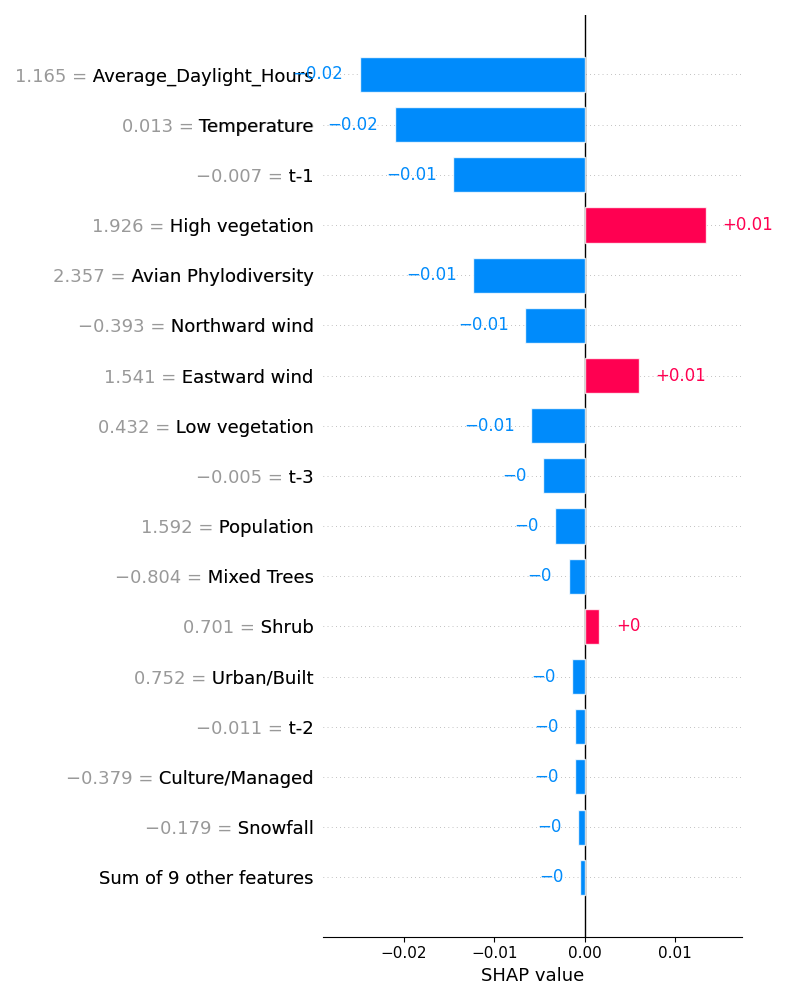 1.165 = Average_Daylight_Hours −0.02
0.013 = Temperature −0.02
−0.007 = t-1 −0.01
1.926 = High vegetation +0.01
2.357 = Avian Phylodiversity −0.01
−0.393 = Northward wind −0.01
1.541 = Eastward wind +0.01
0.432 = Low vegetation −0.01
−0.005 = t-3 −0
1.592 = Population −0
−0.804 = Mixed Trees −0
0.701 = Shrub +0
0.752 = Urban/Built −0
−0.011 = t-2 −0
−0.379 = Culture/Managed −0
−0.179 = Snowfall −0
Sum of 9 other features −0
−0.02 −0.01 0.00 0.01
SHAP value